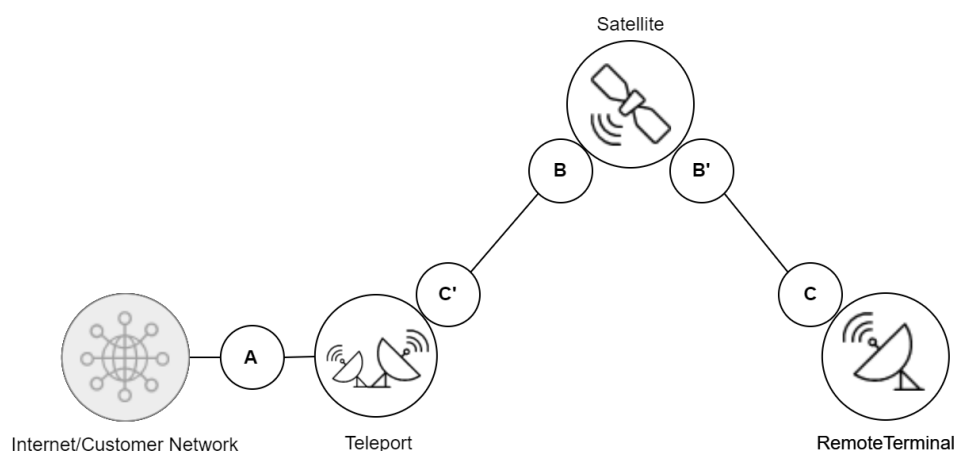 Satellite
B
B'
C'
C
A
Internet/Customer Network
Teleport
RemoteTerminal